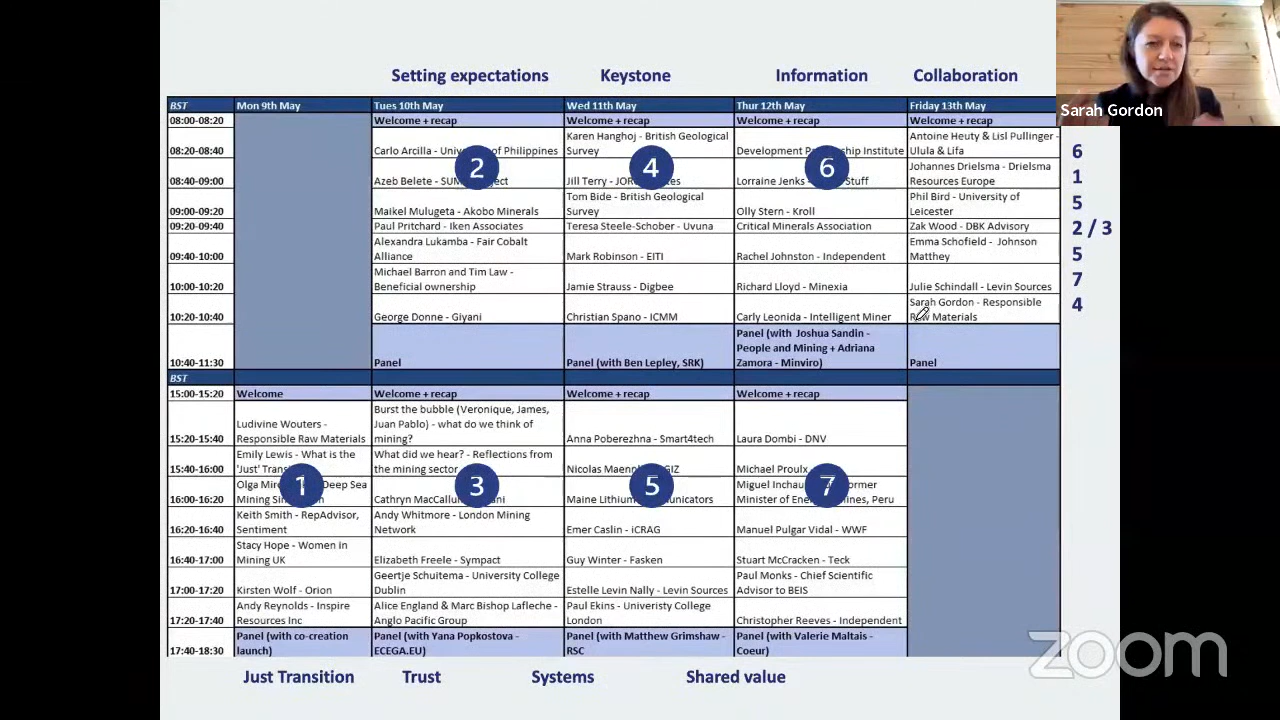 Setting expectations Keystone Information Collaboration
Sarah Gordon
BST Mon 9th May Tues 10th May Wed 11th May Thur 12th May Friday 13th May
08:00-08:20 Welcome + recap Welcome + recap Welcome + recap Welcome + recap
Karen Hanghoj - British Geological Antoine Heuty & Lisl Pullinger -
08:20-08:40 Carlo Arcilla - of Philippines Survey Development Institute Ulula & Lifa 6
2 4 6
Johannes Drielsma - Drielsma
08:40-09:00 Azeb Belete - Jill Terry - Lorraine Jenks - Stuff Resources Europe 1
Tom Bide - British Geological Phil Bird - University of
09:00-09:20 Maikel Mulugeta - Akobo Minerals Survey Olly Stern - Kroll Leicester 5
09:20-09:40 Paul Pritchard - Iken Associates Teresa Steele-Schober - Uvuna Critical Minerals Association Zak Wood - DBK Advisory 2 / 3
Alexandra Lukamba - Fair Cobalt Emma Schofield - Johnson
09:40-10:00 Alliance Mark Robinson - EITI Rachel Johnston - Independent Matthey 5
Michael Barron and Tim Law -
10:00-10:20 Beneficial ownership Jamie Strauss - Digbee Richard Lloyd - Minexia Julie Schindall - Levin Sources 7
Sarah Gordon - Responsible
10:20-10:40 George Donne - Giyani Christian Spano - ICMM Carly Leonida - Intelligent Miner Raw Materials 4
Panel (with Joshua Sandin -
People and Mining + Adriana
10:40-11:30 Panel Panel (with Ben Lepley, SRK) Zamora - Minviro) Panel
BST
15:00-15:20 Welcome Welcome + recap Welcome + recap Welcome + recap
Burst the bubble (Veronique, James,
Ludivine Wouters - Juan Pablo) - what do we think of
15:20-15:40 Responsible Raw Materials mining? Anna Poberezhna - Smart4tech Laura Dombi - DNV
Emily Lewis - What is the What did we hear? - Reflections from
15:40-16:00 'Just' the mining sector Nicolas GIZ Michael Proulx
1 3 5 7
Olga Deep Sea Miguel former
16:00-16:20 Mining Cathryn Maine Lithium Minister of Mines, Peru
Keith Smith - RepAdvisor, Andy Whitmore - London Mining
16:20-16:40 Sentiment Network Emer Caslin - iCRAG Manuel Pulgar Vidal - WWF
Stacy Hope - Women in
16:40-17:00 Mining UK Elizabeth Freele - Sympact Guy Winter - Fasken Stuart McCracken - Teck
Geertje Schuitema - University College Paul Monks - Chief Scientific
17:00-17:20 Kirsten Wolf - Orion Dublin Estelle Levin Nally - Levin Sources Advisor to BEIS
Andy Reynolds - Inspire Alice England & Marc Bishop Lafleche - Paul Ekins - Univeristy College
17:20-17:40 Resources Inc Anglo Pacific Group London Christopher Reeves - Independent
Panel (with co-creation Panel (with Yana Popkostova - Panel (with Matthew Grimshaw - Panel (with Valerie Maltais -
17:40-18:30 launch) ECEGA.EU) RSC Coeur)
Just Transition Trust Systems Shared value
zoom